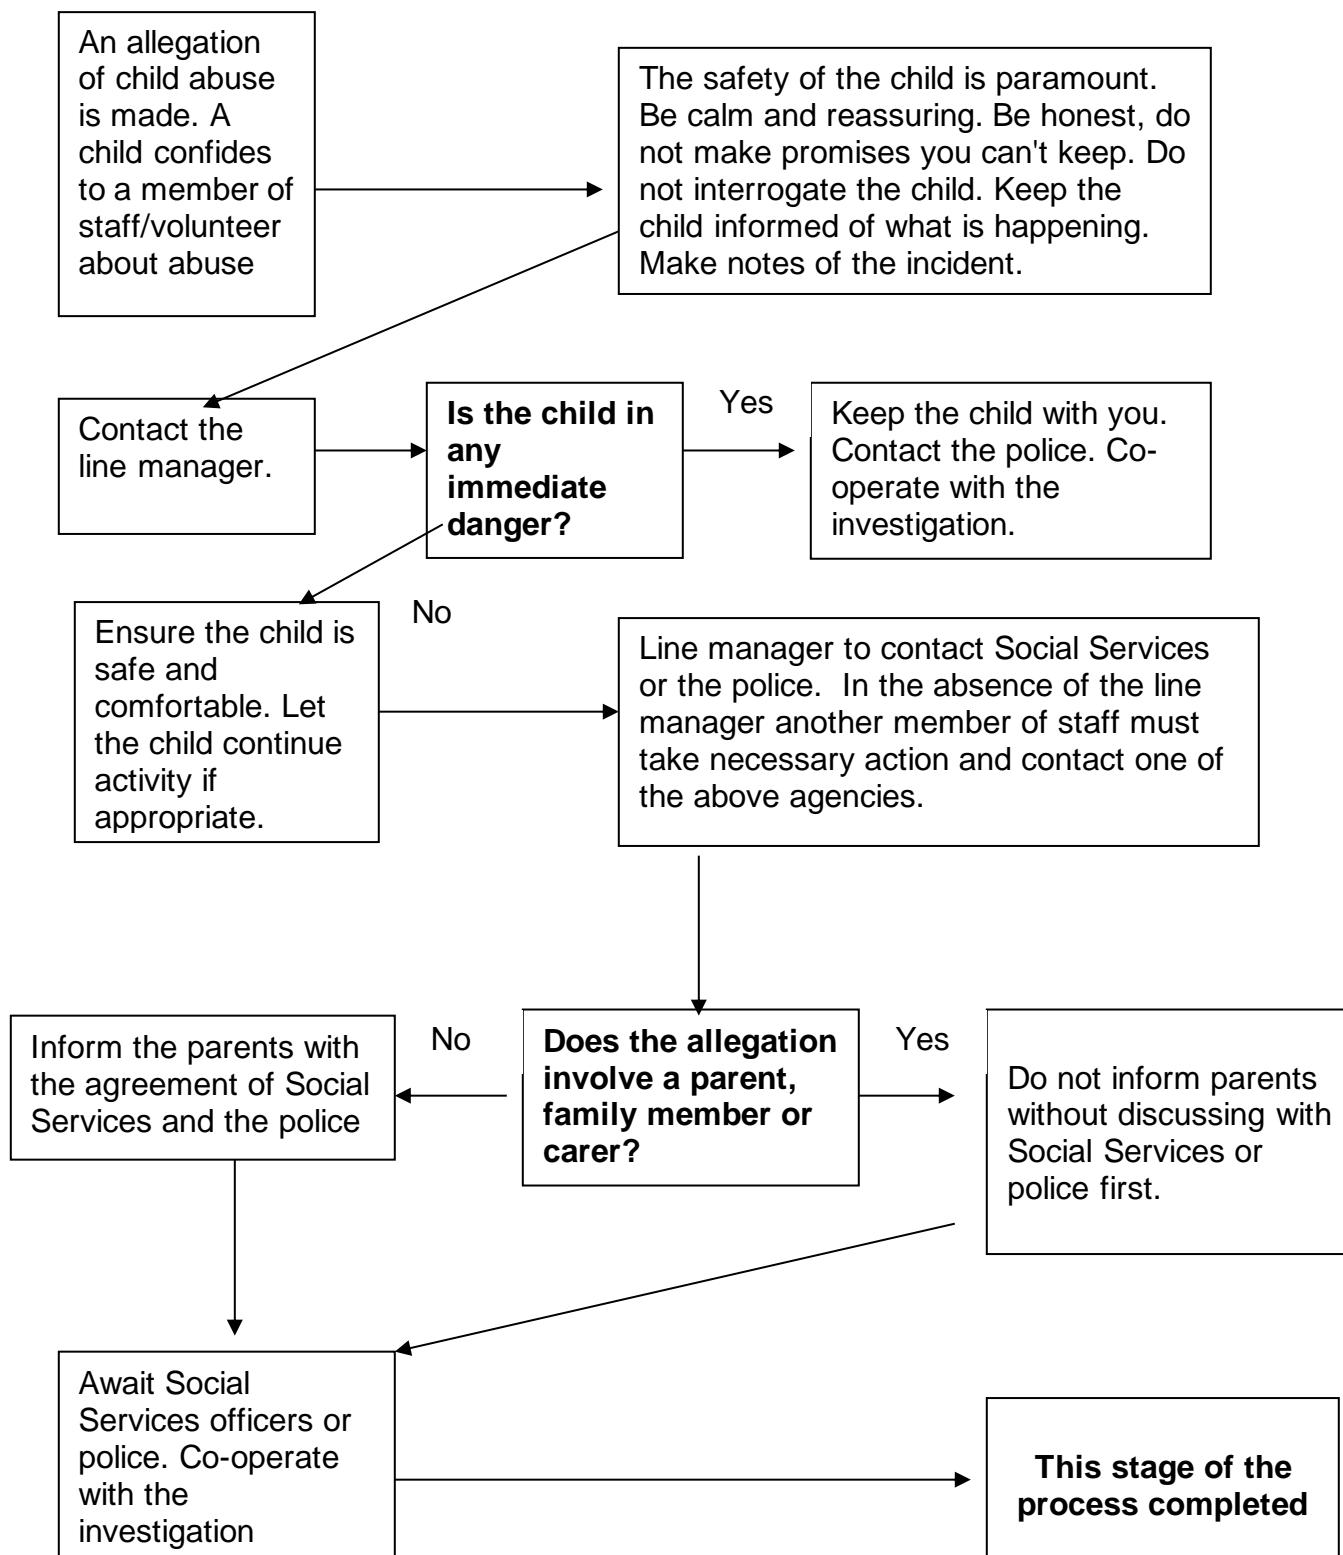 An allegation
of child abuse
is made. A
child confides
to a member of
staff/volunteer
about abuse
The safety of the child is paramount.
Be calm and reassuring. Be honest, do
not make promises you can't keep. Do
not interrogate the child. Keep the
child informed of what is happening.
Make notes of the incident.
Contact the
line manager.
Is the child in
any
immediate
danger?
Yes
Keep the child with you.
Contact the police. Co-
operate with the
investigation.
No
Ensure the child is
safe and
comfortable. Let
the child continue
activity if
appropriate.
Line manager to contact Social Services
or the police.  In the absence of the line
manager another member of staff must
take necessary action and contact one of
the above agencies.
Does the allegation
involve a parent,
family member or
carer?
No
Inform the parents with
the agreement of Social
Services and the police
Yes
Do not inform parents
without discussing with
Social Services or
police first.
Await Social
Services officers or
police. Co-operate
with the
investigation
This stage of the
process completed